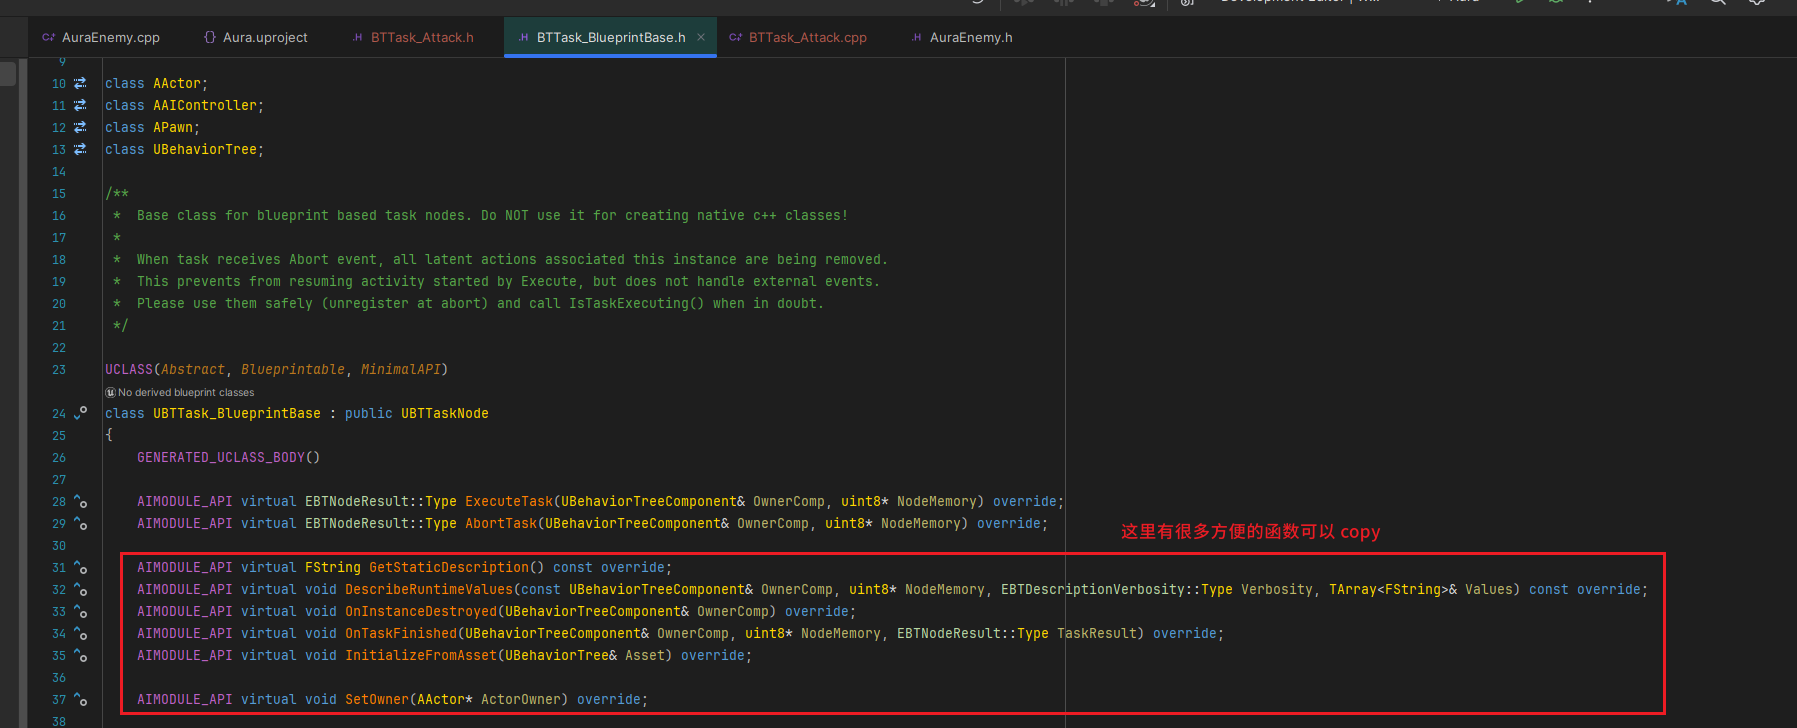 AuraEnemy.cpp Aura.uproject BTTask_Attack.h BTTask_BlueprintBase.h BTTask_Attack.cpp AuraEnemy.h
9
10 class AActor;
11 class AAIController;
12 class APawn;
13 class UBehaviorTree;
14
15 /**
16 * Base class for blueprint based task nodes. Do NOT use it for creating native c++ classes!
17 *
18 * When task receives Abort event, all latent actions associated this instance are being removed.
19 * This prevents from resuming activity started by Execute, but does not handle external events.
20 * Please use them safely (unregister at abort) and call IsTaskExecuting() when in doubt.
21 */
22
23 UCLASS(Abstract, Blueprintable, MinimalAPI)
No derived blueprint classes
24 class UBTTask_BlueprintBase : public UBTTaskNode
25 {
26 GENERATED_UCLASS_BODY()
27
28 AIMODULE_API virtual EBTNodeResult::Type ExecuteTask(UBehaviorTreeComponent& OwnerComp, uint8* NodeMemory) override;
29 AIMODULE_API virtual EBTNodeResult::Type AbortTask(UBehaviorTreeComponent& OwnerComp, uint8* NodeMemory) override;
这里有很多方便的函数可以 copy
30
31 AIMODULE_API virtual FString GetStaticDescription() const override;
32 AIMODULE_API virtual void DescribeRuntimeValues(const UBehaviorTreeComponent& OwnerComp, uint8* NodeMemory, EBTDescriptionVerbosity::Type Verbosity, TArray<FString>& Values) const override;
33 AIMODULE_API virtual void OnInstanceDestroyed(UBehaviorTreeComponent& OwnerComp) override;
34 AIMODULE_API virtual void OnTaskFinished(UBehaviorTreeComponent& OwnerComp, uint8* NodeMemory, EBTNodeResult::Type TaskResult) override;
35 AIMODULE_API virtual void InitializeFromAsset(UBehaviorTree& Asset) override;
36
37 AIMODULE_API virtual void SetOwner(AActor* ActorOwner) override;
38